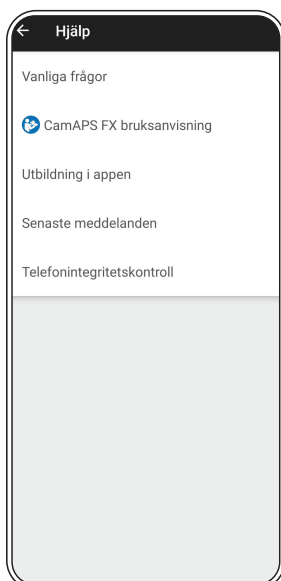 Hjälp
Vanliga frågor
CamAPS FX bruksanvisning
Utbildning i appen
Senaste meddelanden
Telefonintegritetskontroll